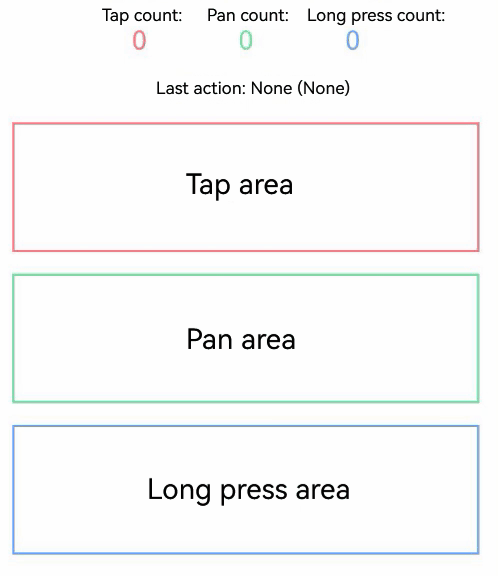 Tap count: Pan count: Long press count:
0 0 0
Last action: None (None)
Tap area
Pan area
Long press area